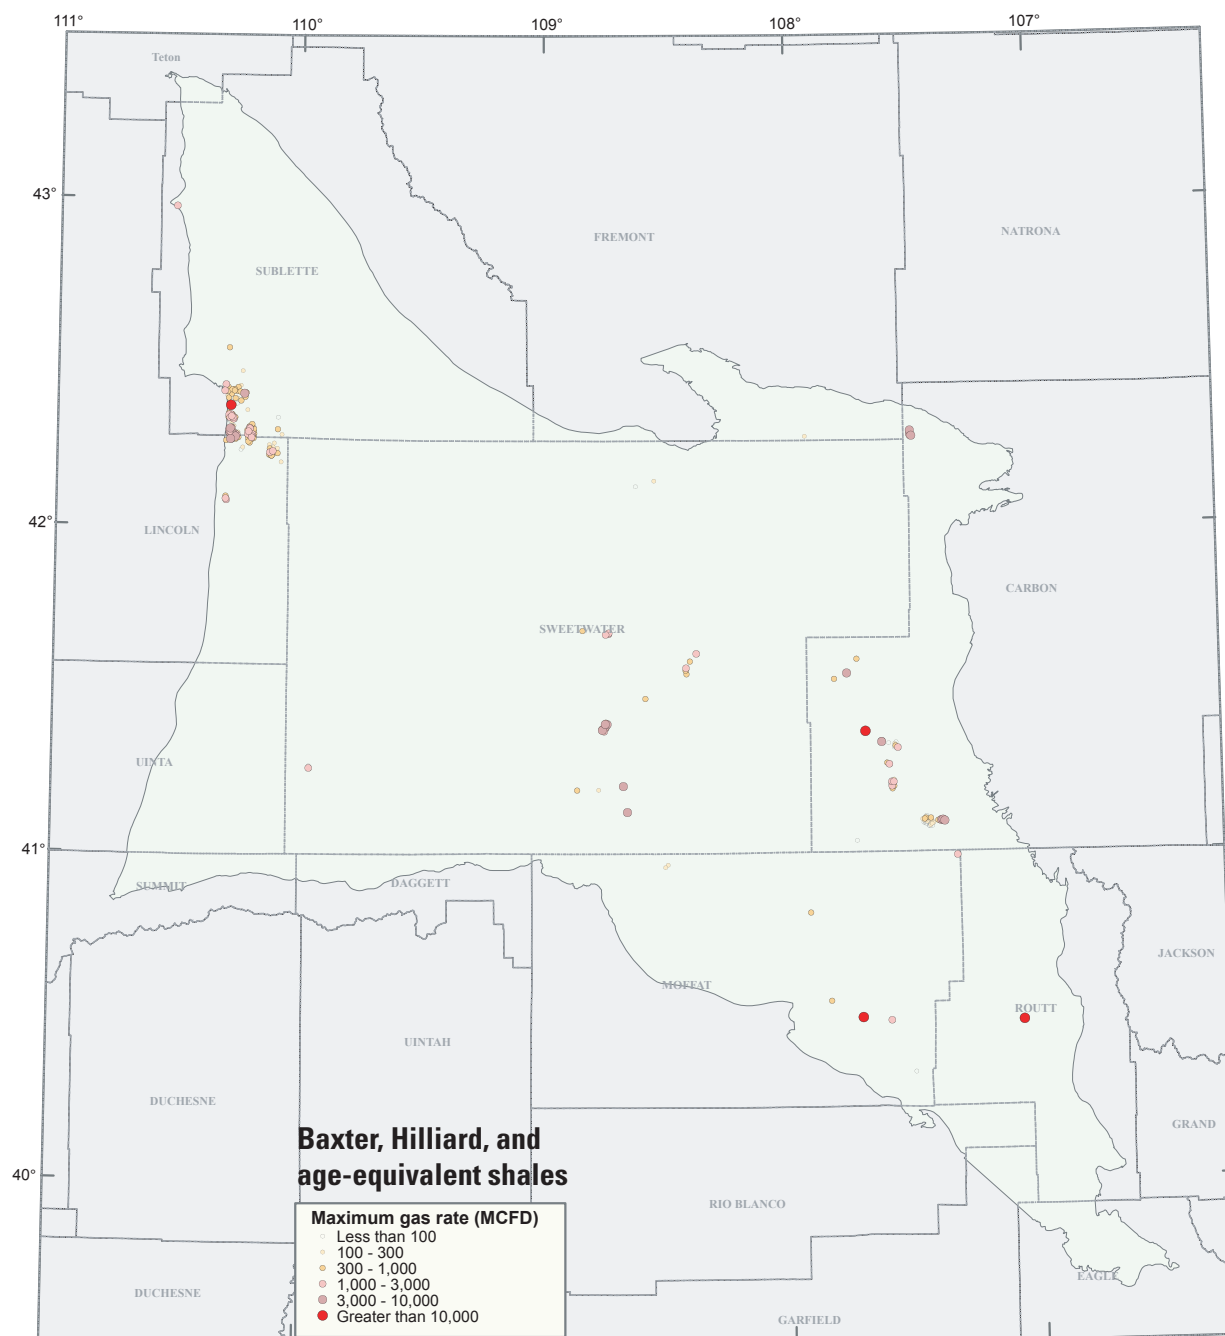 111°
110°
109°
108°
107°
Teton
43°
FREMONT
NATRONA
SUBLETTE
42°
LINCOLN
CARBON
SWEETWATER
UINTA
41°
SUMMIT
DAGGETT
JACKSON
MOFFAT
ROUTT
UINTAH
DUCHESNE
GRAND
Baxter, Hilliard, and
age-equivalent shales
40°
RIO BLANCO
Maximum gas rate (MCFD)
Less than 100
100 - 300
300 - 1,000
1,000 - 3,000
3,000 - 10,000
Greater than 10,000
EAGLE
DUCHESNE
GARFIELD